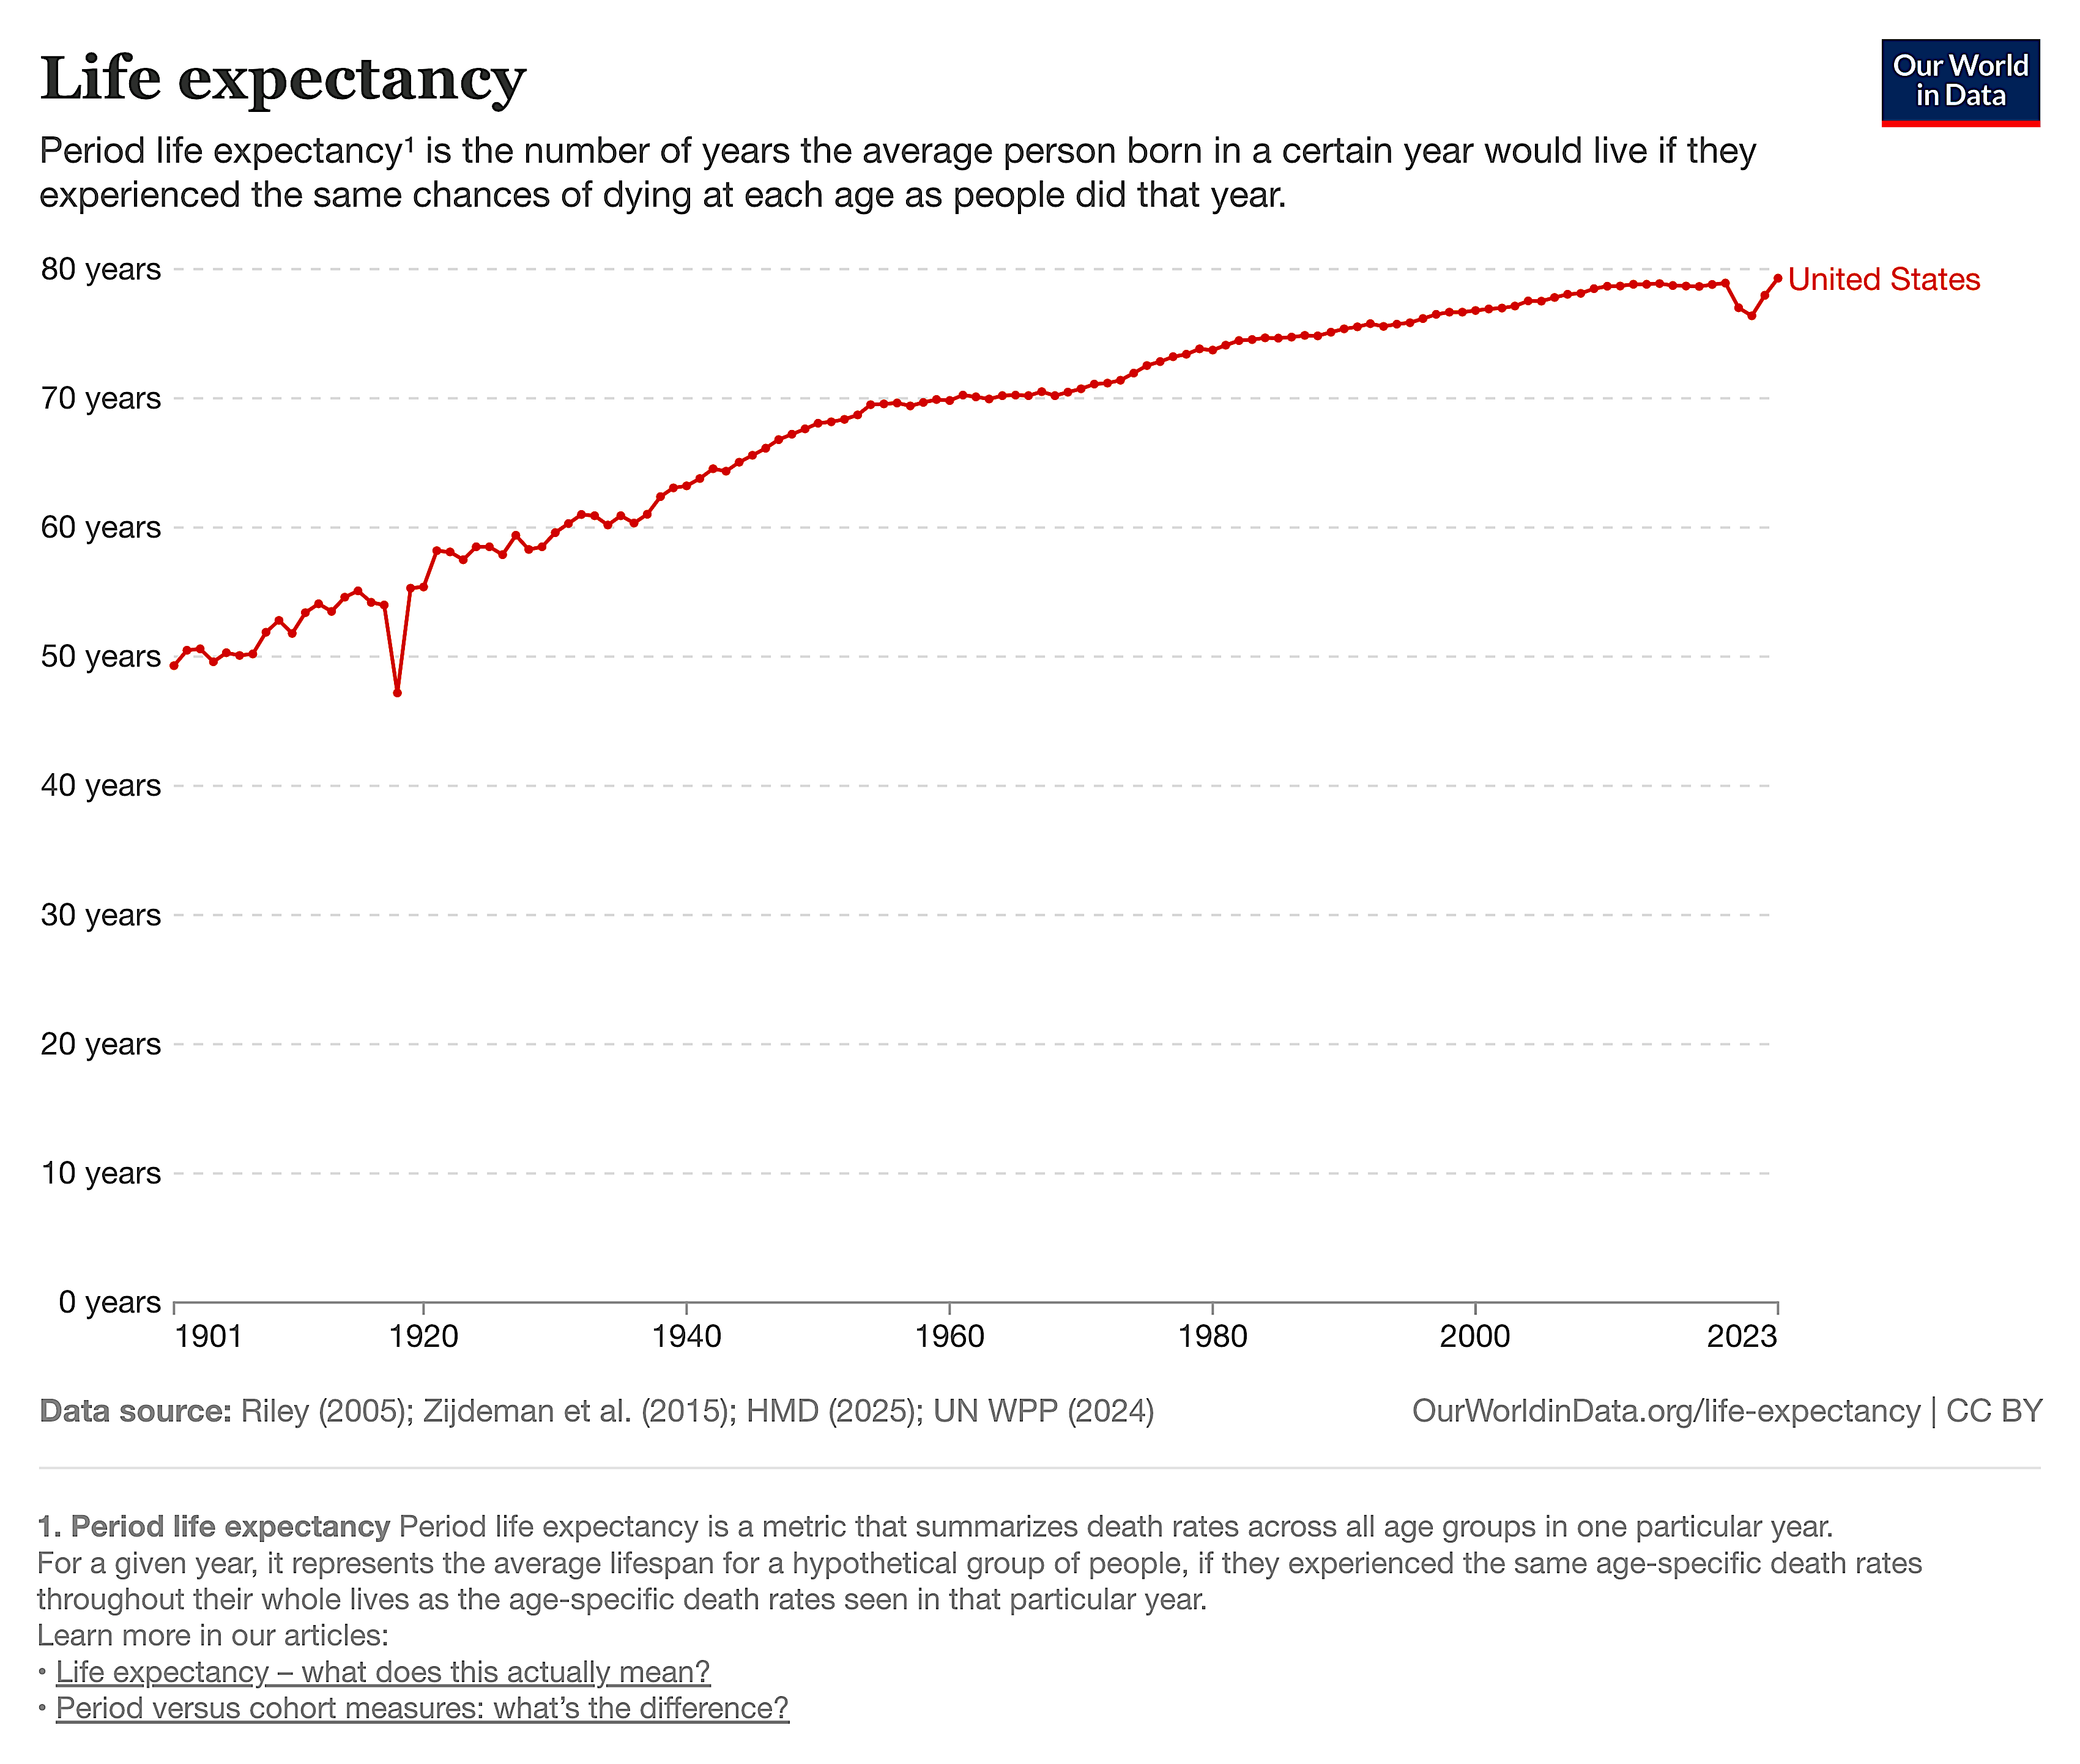 Life expectancy
Our World
in Data
Period life expectancy¹ is the number of years the average person born in a certain year would live if they
experienced the same chances of dying at each age as people did that year.
80 years
United States
70 years
60 years
50 years
40 years
30 years
20 years
10 years
0 years
1901 1920 1940 1960 1980 2000 2023
Data source: Riley (2005); Zijdeman et al. (2015); HMD (2025); UN WPP (2024)
OurWorldinData.org/life-expectancy | CC BY
1. Period life expectancy Period life expectancy is a metric that summarizes death rates across all age groups in one particular year.
For a given year, it represents the average lifespan for a hypothetical group of people, if they experienced the same age-specific death rates
throughout their whole lives as the age-specific death rates seen in that particular year.
Learn more in our articles:
• Life expectancy – what does this actually mean?
• Period versus cohort measures: what’s the difference?